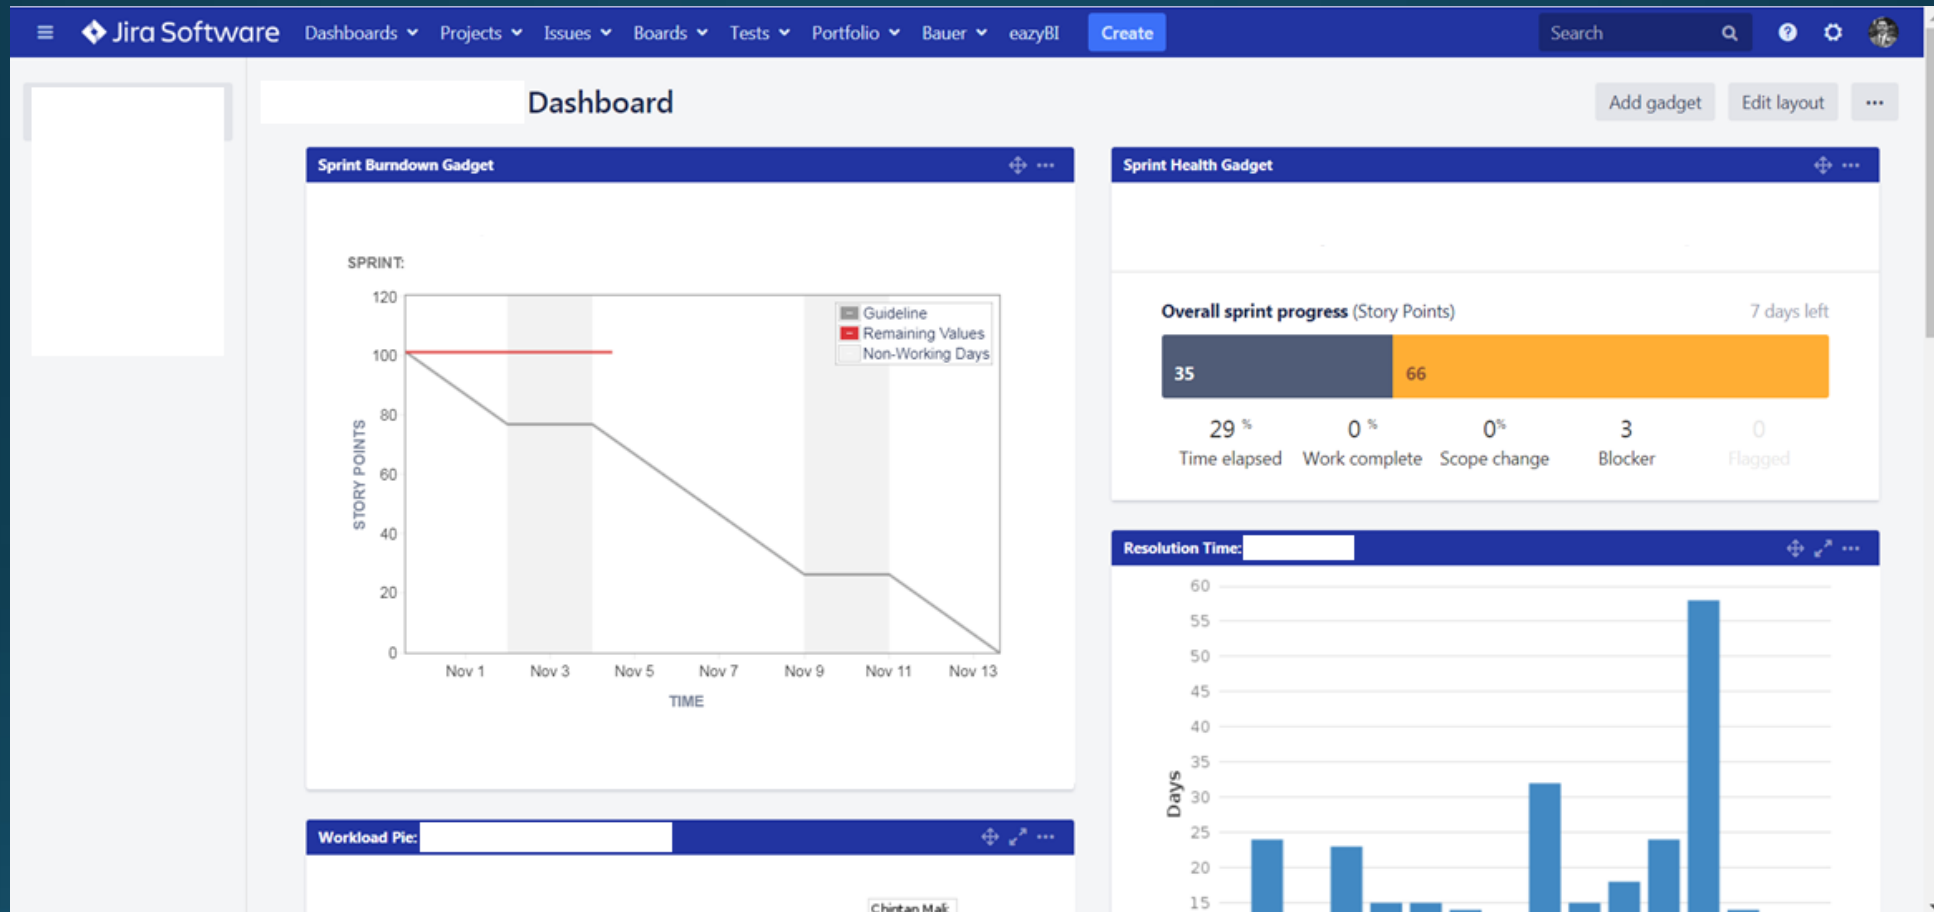 Jira Software Dashboards Projects Issues Boards Tests Portfolio Bauer eazyBI Create Search
Dashboard Add gadget Edit layout
Sprint Burndown Gadget
SPRINT:
120
100
80
60
40
20
0
STORY POINTS
Guideline
Remaining Values
Non-Working Days
Nov 1 Nov 3 Nov 5 Nov 7 Nov 9 Nov 11 Nov 13
TIME
Sprint Health Gadget
Overall sprint progress (Story Points) 7 days left
35 66
29 % 0 % 0% 3 0
Time elapsed Work complete Scope change Blocker Flagged
Resolution Time:
60
55
50
45
40
35
30
25
20
15
Days
Workload Pie:
Chintan Mali: